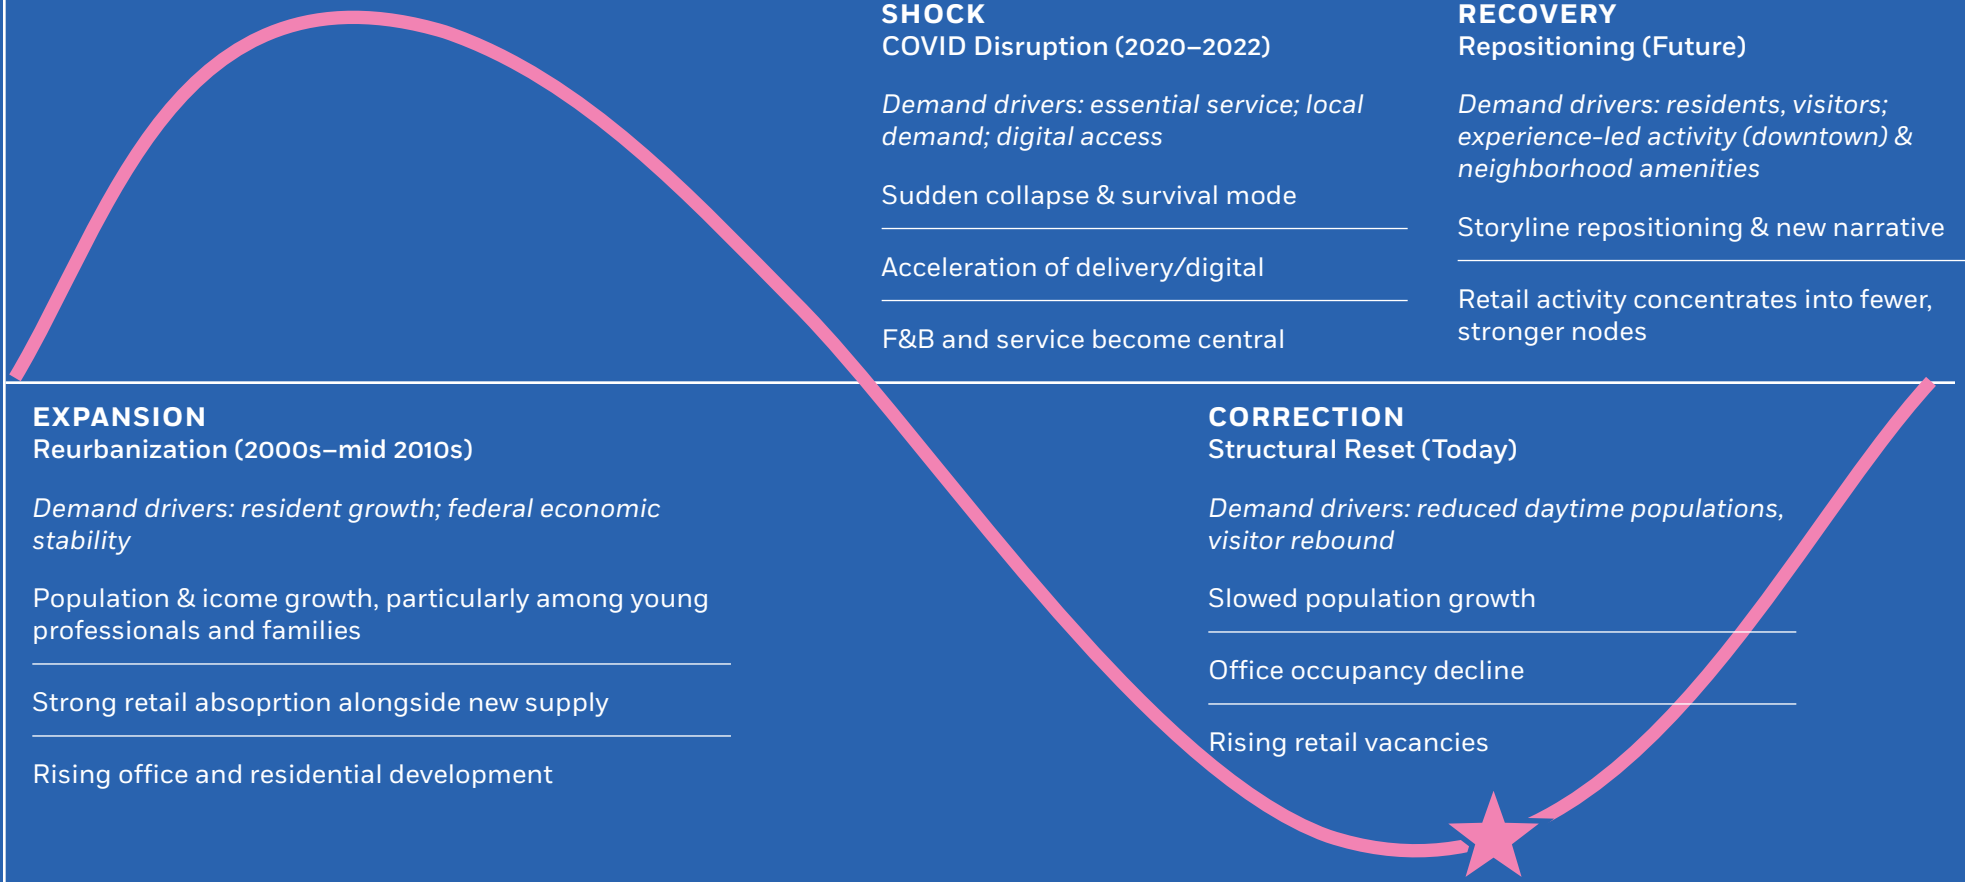 SHOCK
COVID Disruption (2020–2022)
Demand drivers: essential service; local
demand; digital access
Sudden collapse & survival mode
Acceleration of delivery/digital
F&B and service become central
RECOVERY
Repositioning (Future)
Demand drivers: residents, visitors;
experience-led activity (downtown) &
neighborhood amenities
Storyline repositioning & new narrative
Retail activity concentrates into fewer,
stronger nodes
EXPANSION
Reurbanization (2000s–mid 2010s)
Demand drivers: resident growth; federal economic
stability
Population & icome growth, particularly among young
professionals and families
Strong retail absoprtion alongside new supply
Rising office and residential development
CORRECTION
Structural Reset (Today)
Demand drivers: reduced daytime populations,
visitor rebound
Slowed population growth
Office occupancy decline
Rising retail vacancies